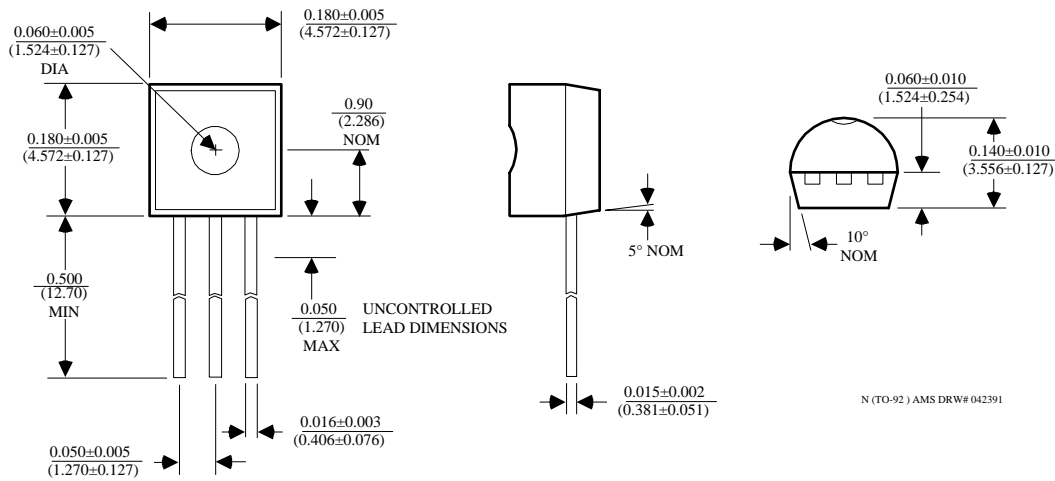 0.060±0.005
(1.524±0.127)
DIA
0.180±0.005
(4.572±0.127)
0.180±0.005
(4.572±0.127)
0.90
(2.286)
NOM
0.500
(12.70)
MIN
0.050
(1.270)
MAX
UNCONTROLLED
LEAD DIMENSIONS
0.016±0.003
(0.406±0.076)
0.050±0.005
(1.270±0.127)
5° NOM
0.015±0.002
(0.381±0.051)
0.060±0.010
(1.524±0.254)
0.140±0.010
(3.556±0.127)
10°
NOM
N (TO-92 ) AMS DRW# 042391